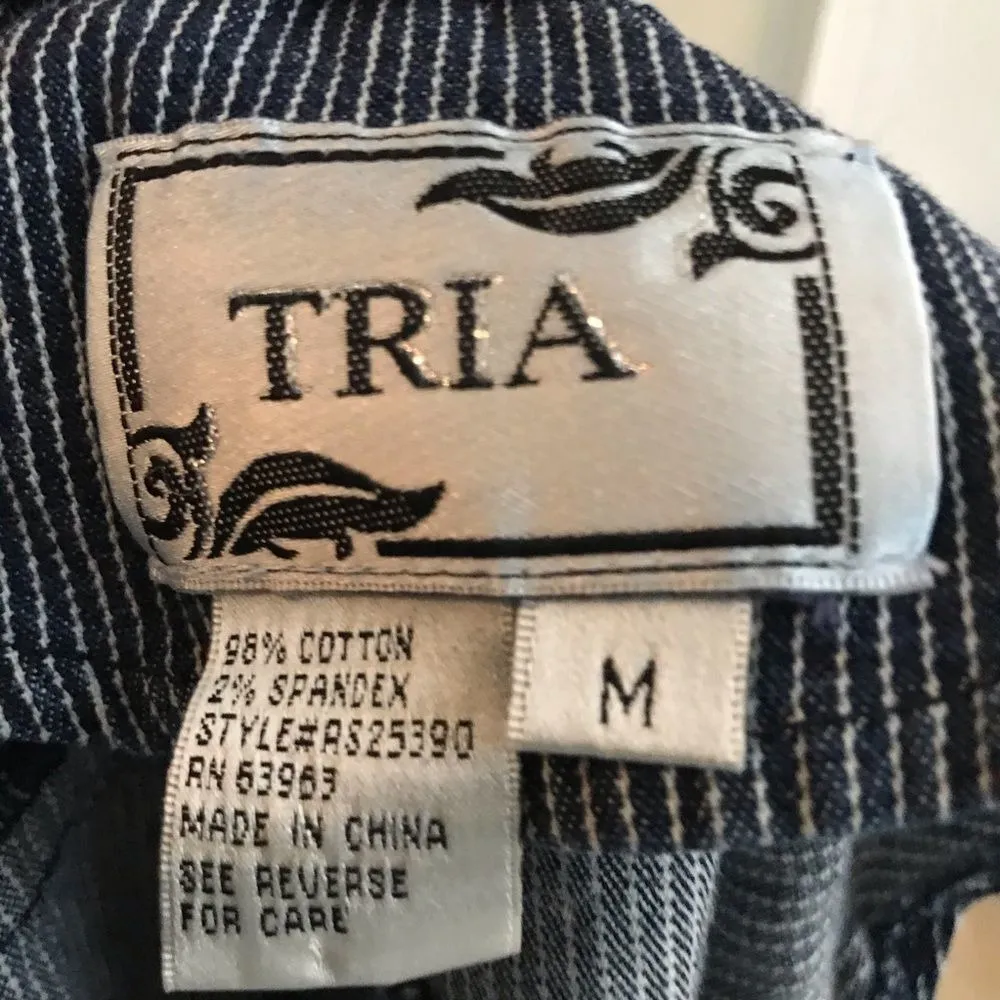 TRIA
98% COTTON
2% SPANDEX
STYLE#AS25390
RN 63963
MADE IN CHINA
SEE REVERSE
FOR CARE
M